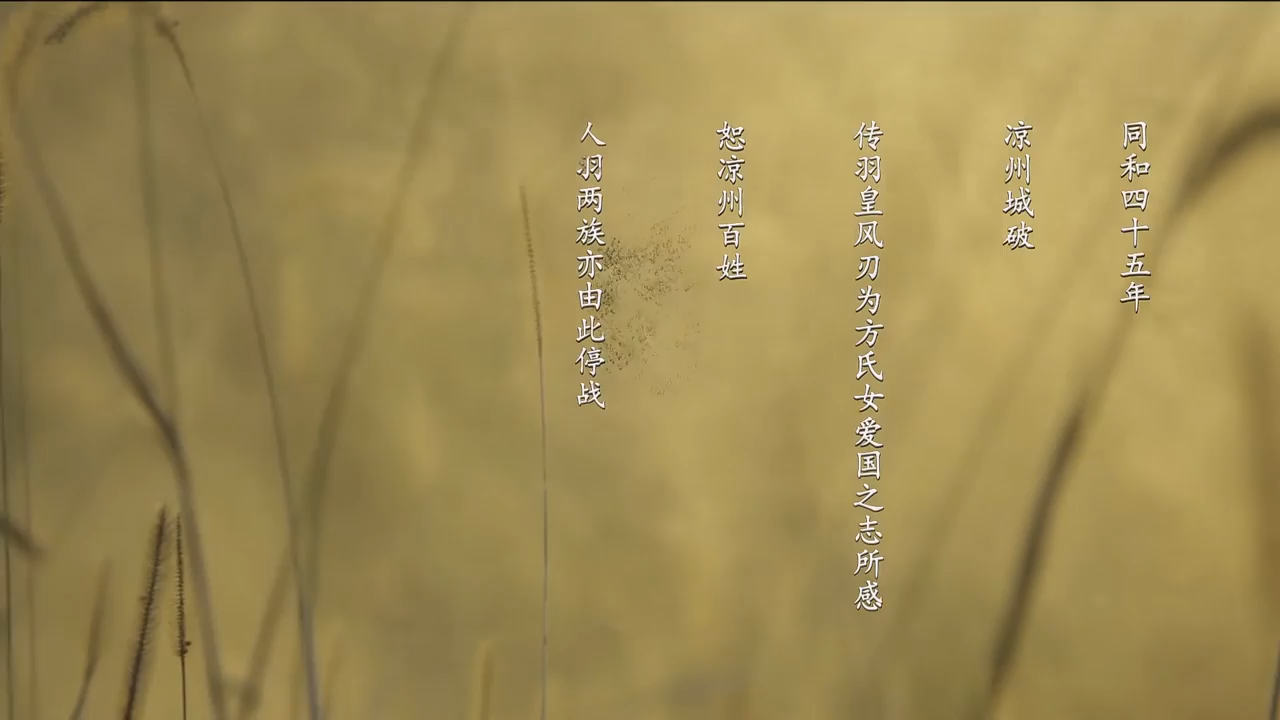 同和四十五年
凉州城破
传羽皇风刃为方氏女爱国之志所感
恕凉州百姓
人羽两族亦由此停战